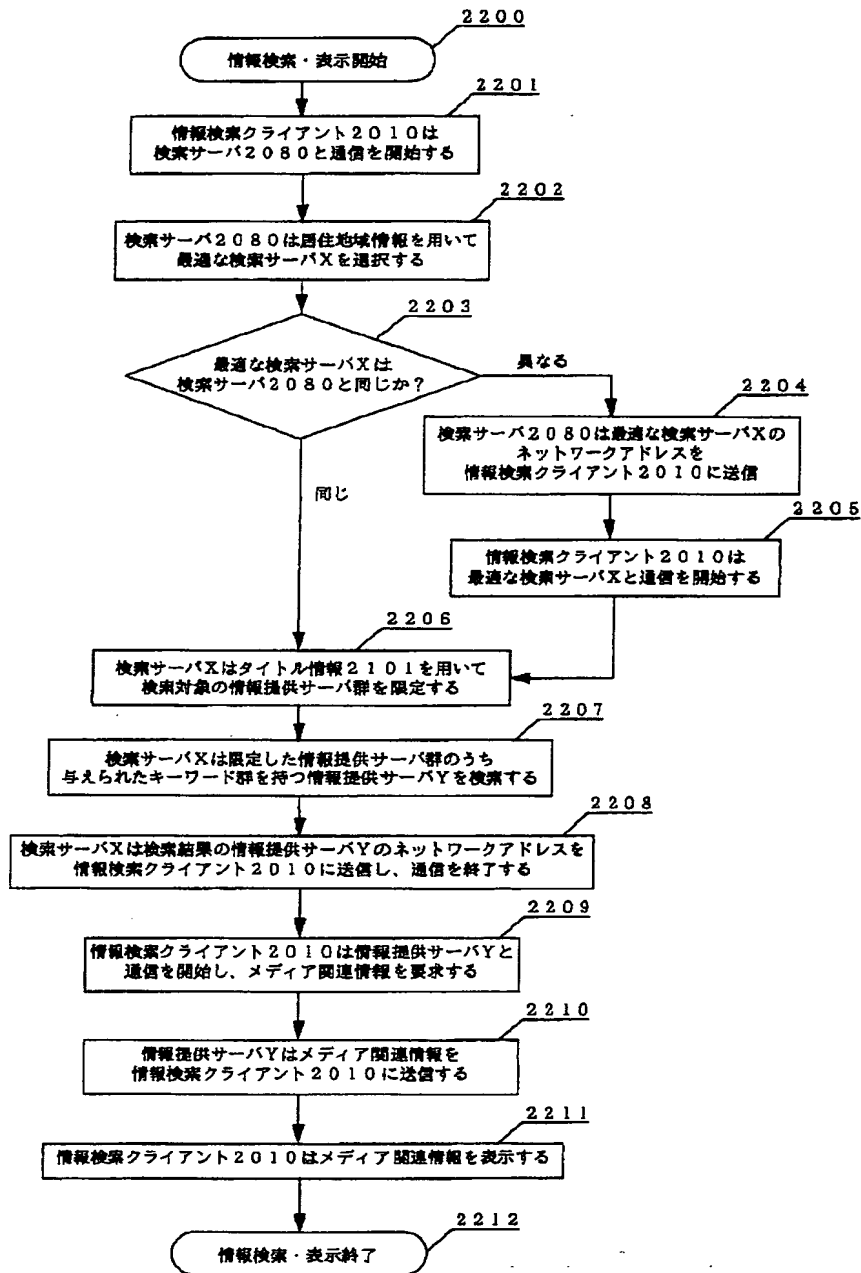 2200
情報検索・表示開始
2201
情報検索クライアント2010は
検索サーバ2080と通信を開始する
2202
検索サーバ2080は居住地域情報を用いて
最適な検索サーバXを選択する
2203
最適な検索サーバXは
検索サーバ2080と同じか?
異なる
2204
検索サーバ2080は最適な検索サーバXの
ネットワークアドレスを
情報検索クライアント2010に送信
同じ
2205
情報検索クライアント2010は
最適な検索サーバXと通信を開始する
2206
検索サーバXはタイトル情報2101を用いて
検索対象の情報提供サーバ群を限定する
2207
検索サーバXは限定した情報提供サーバ群のうち
与えられたキーワード群を持つ情報提供サーバYを検索する
2208
検索サーバXは検索結果の情報提供サーバYのネットワークアドレスを
情報検索クライアント2010に送信し、通信を終了する
2209
情報検索クライアント2010は情報提供サーバYと
通信を開始し、メディア関連情報を要求する
2210
情報提供サーバYはメディア関連情報を
情報検索クライアント2010に送信する
2211
情報検索クライアント2010はメディア関連情報を表示する
2212
情報検索・表示終了